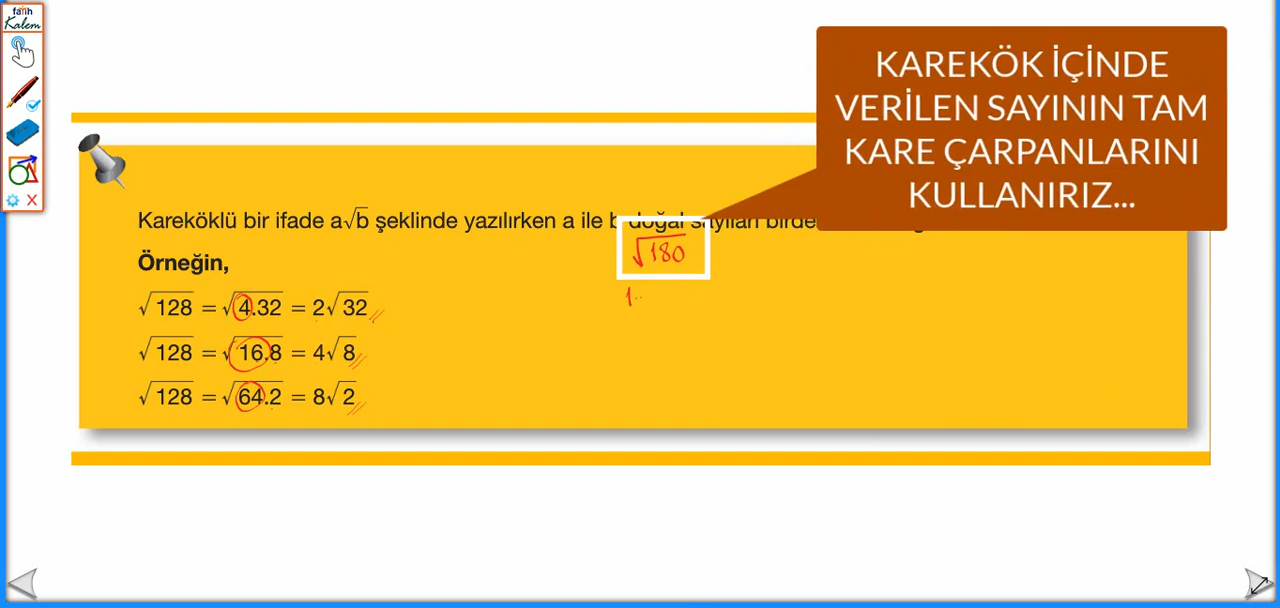 fatih
Kalem
KAREKÖK İÇİNDE
VERİLEN SAYININ TAM
KARE ÇARPANLARINI
KULLANIRIZ...
Kareköklü bir ifade a√b şeklinde yazılırken a ile b doğal sayıları
√180
1..
Örneğin,
√128 = √4.32 = 2√32
√128 = √16.8 = 4√8
√128 = √64.2 = 8√2